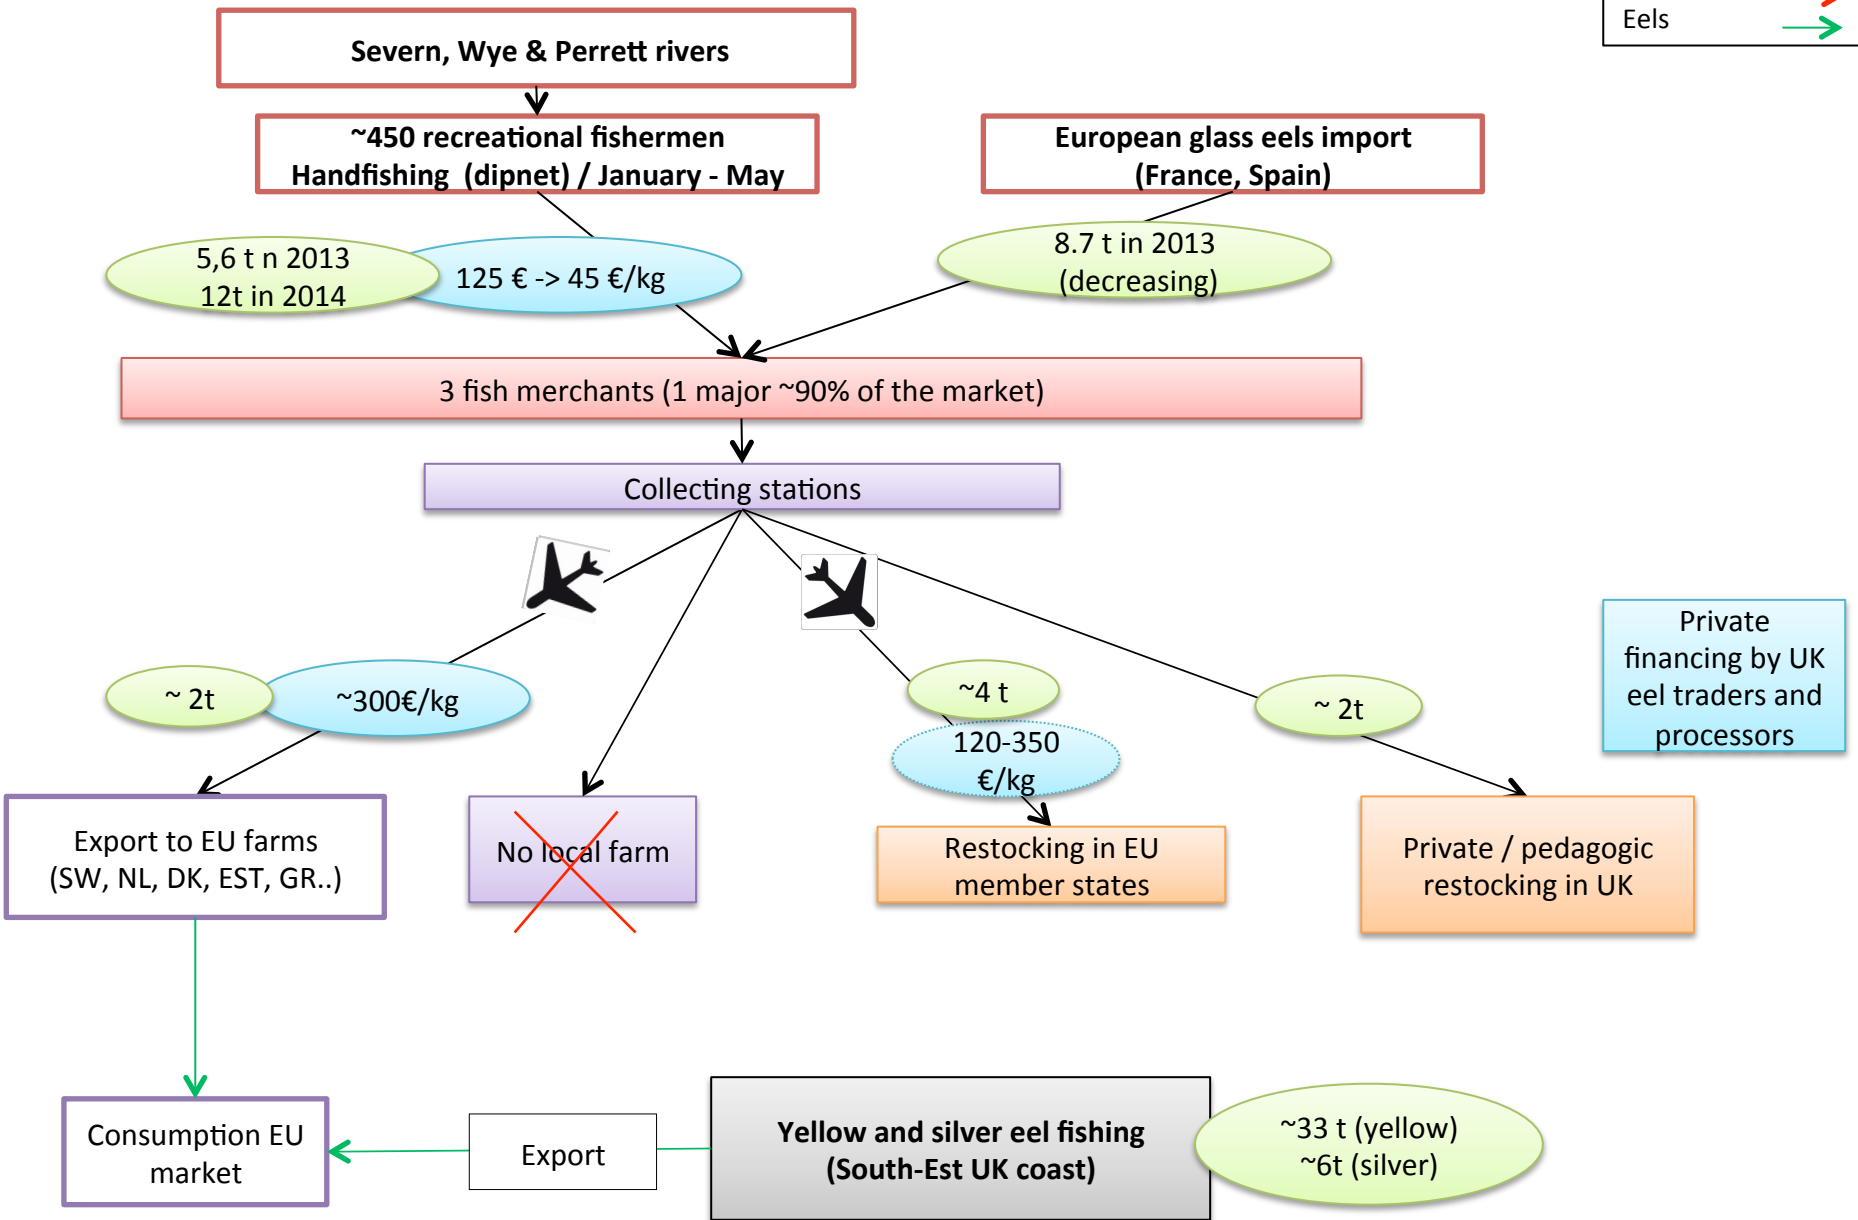 Eels
Severn, Wye & Perrett rivers
~450 recreational fishermen
Handfishing (dipnet) / January - May
European glass eels import
(France, Spain)
5,6 t n 2013
12t in 2014
125 € -> 45 €/kg
8.7 t in 2013
(decreasing)
3 fish merchants (1 major ~90% of the market)
Collecting stations
~ 2t
~300€/kg
~4 t
120-350
€/kg
~ 2t
Private
financing by UK
eel traders and
processors
Export to EU farms
(SW, NL, DK, EST, GR..)
No local farm
Restocking in EU
member states
Private / pedagogic
restocking in UK
Consumption EU
market
Export
Yellow and silver eel fishing
(South-Est UK coast)
~33 t (yellow)
~6t (silver)